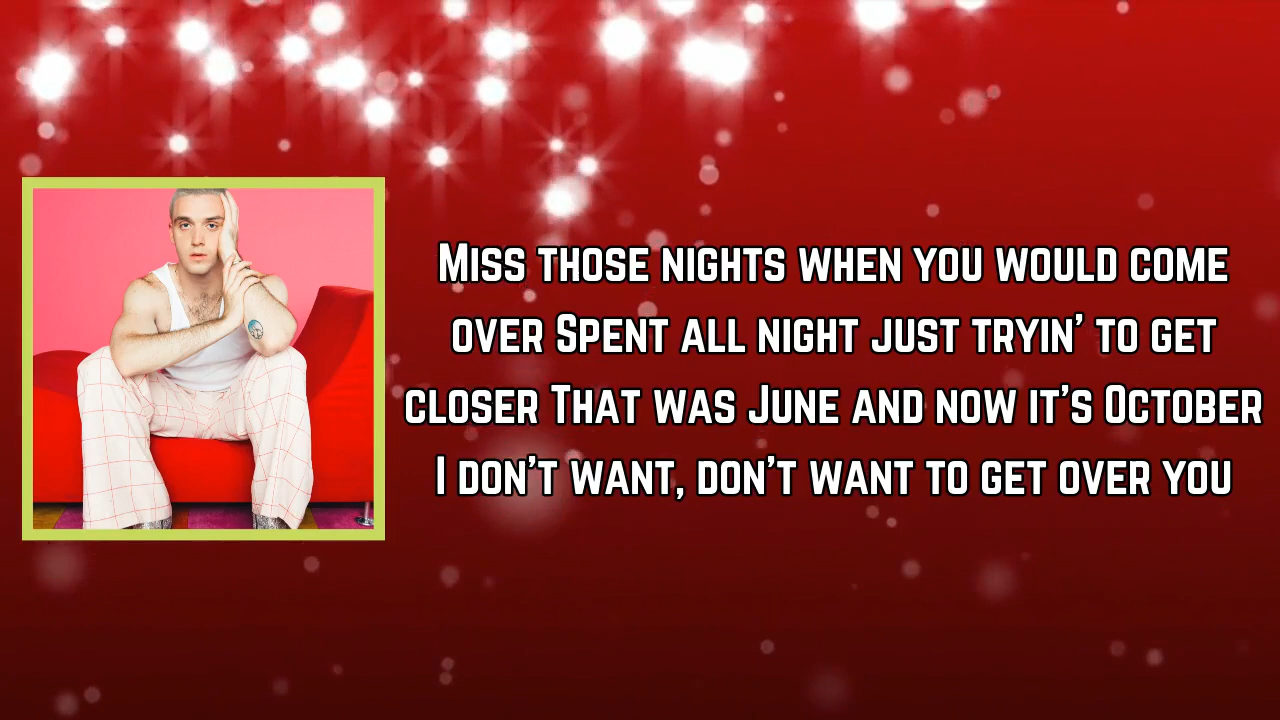 Miss those nights when you would come
over Spent all night just tryin' to get
closer That was June and now it's October
I don't want, don't want to get over you